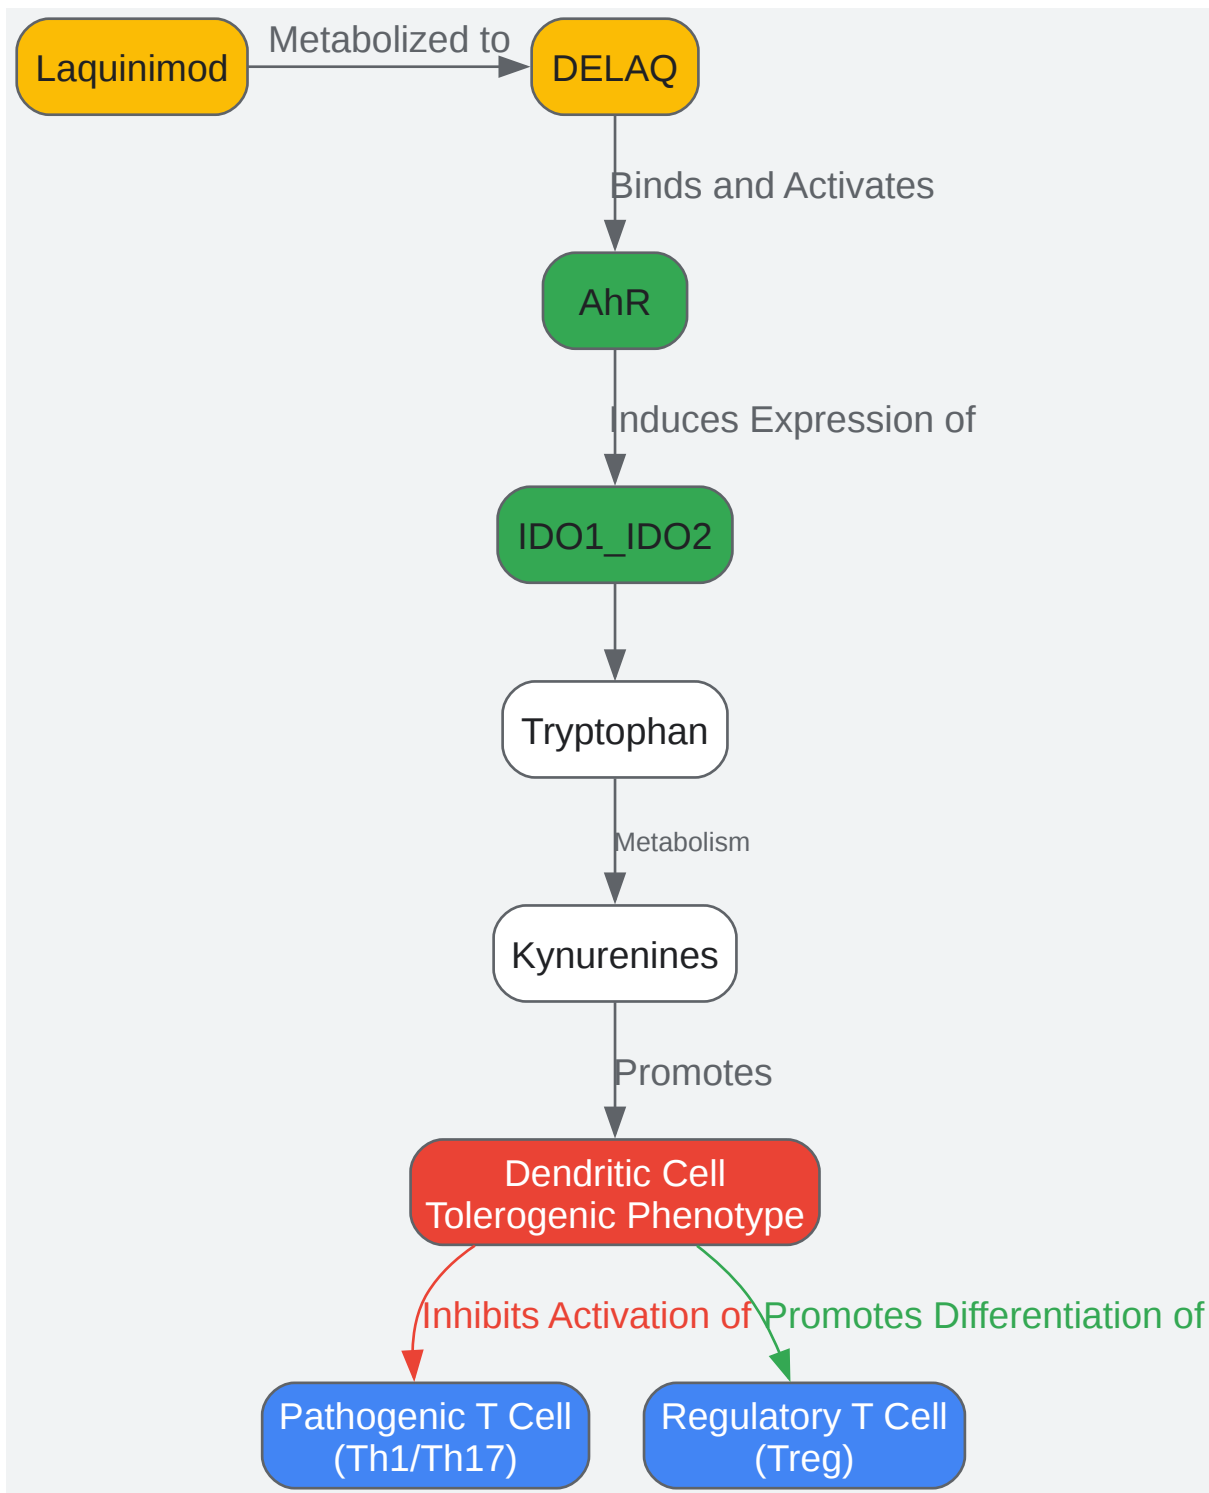 Laquinimod
Metabolized to
DELAQ
Binds and Activates
AhR
Induces Expression of
IDO1_IDO2
Tryptophan
Metabolism
Kynurenines
Promotes
Dendritic Cell
Tolerogenic Phenotype
Inhibits Activation of
Promotes Differentiation of
Pathogenic T Cell
(Th1/Th17)
Regulatory T Cell
(Treg)